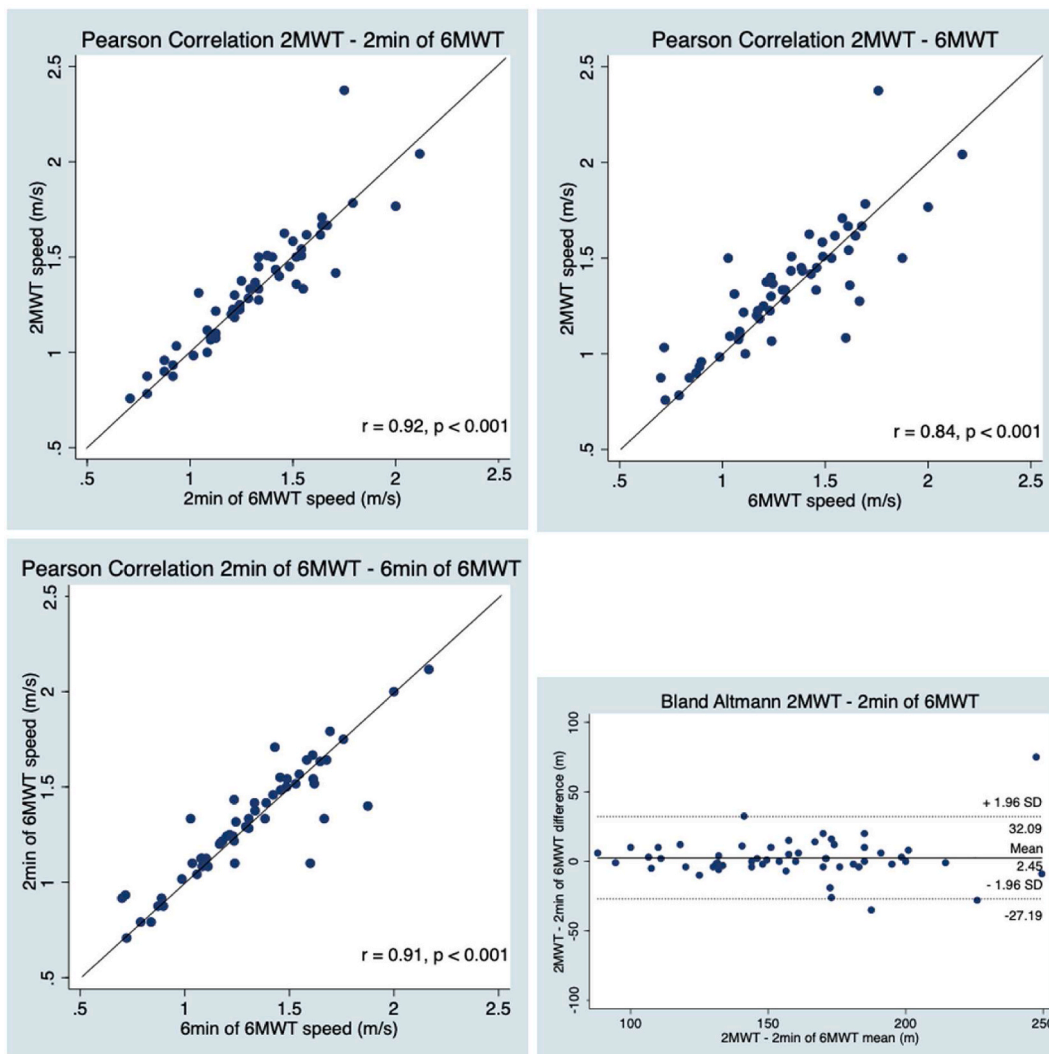 Pearson Correlation 2MWT - 2min of 6MWT
2MWT speed (m/s)
2.5
2
1.5
1
.5
r = 0.92, p < 0.001
.5 1 1.5 2 2.5
2min of 6MWT speed (m/s)
Pearson Correlation 2MWT - 6MWT
2MWT speed (m/s)
2.5
2
1.5
1
.5
r = 0.84, p < 0.001
.5 1 1.5 2 2.5
6MWT speed (m/s)
Pearson Correlation 2min of 6MWT - 6min of 6MWT
2min of 6MWT speed (m/s)
2.5
2
1.5
1
.5
r = 0.91, p < 0.001
.5 1 1.5 2 2.5
6min of 6MWT speed (m/s)
Bland Altmann 2MWT - 2min of 6MWT
2MWT - 2min of 6MWT difference (m)
100
50
0
-50
-100
+ 1.96 SD
32.09
Mean
2.45
- 1.96 SD
-27.19
100 150 200 250
2MWT - 2min of 6MWT mean (m)